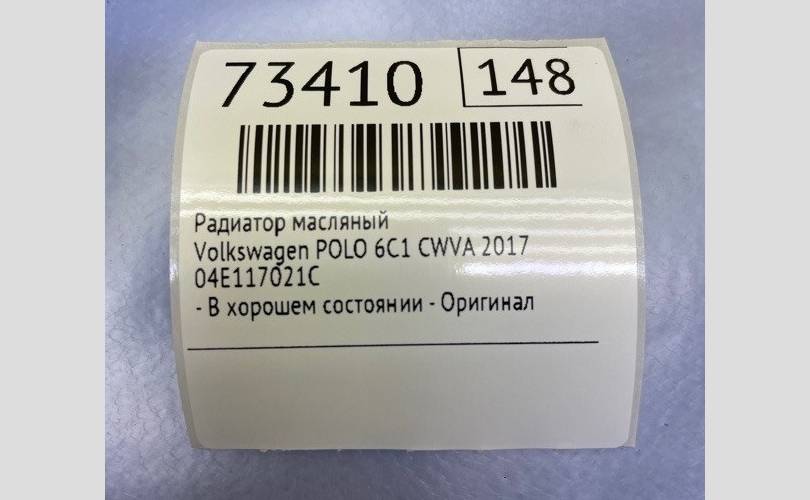 73410 148
Радиатор масляный
Volkswagen POLO 6C1 CWVA 2017
04E117021C
- В хорошем состоянии - Оригинал